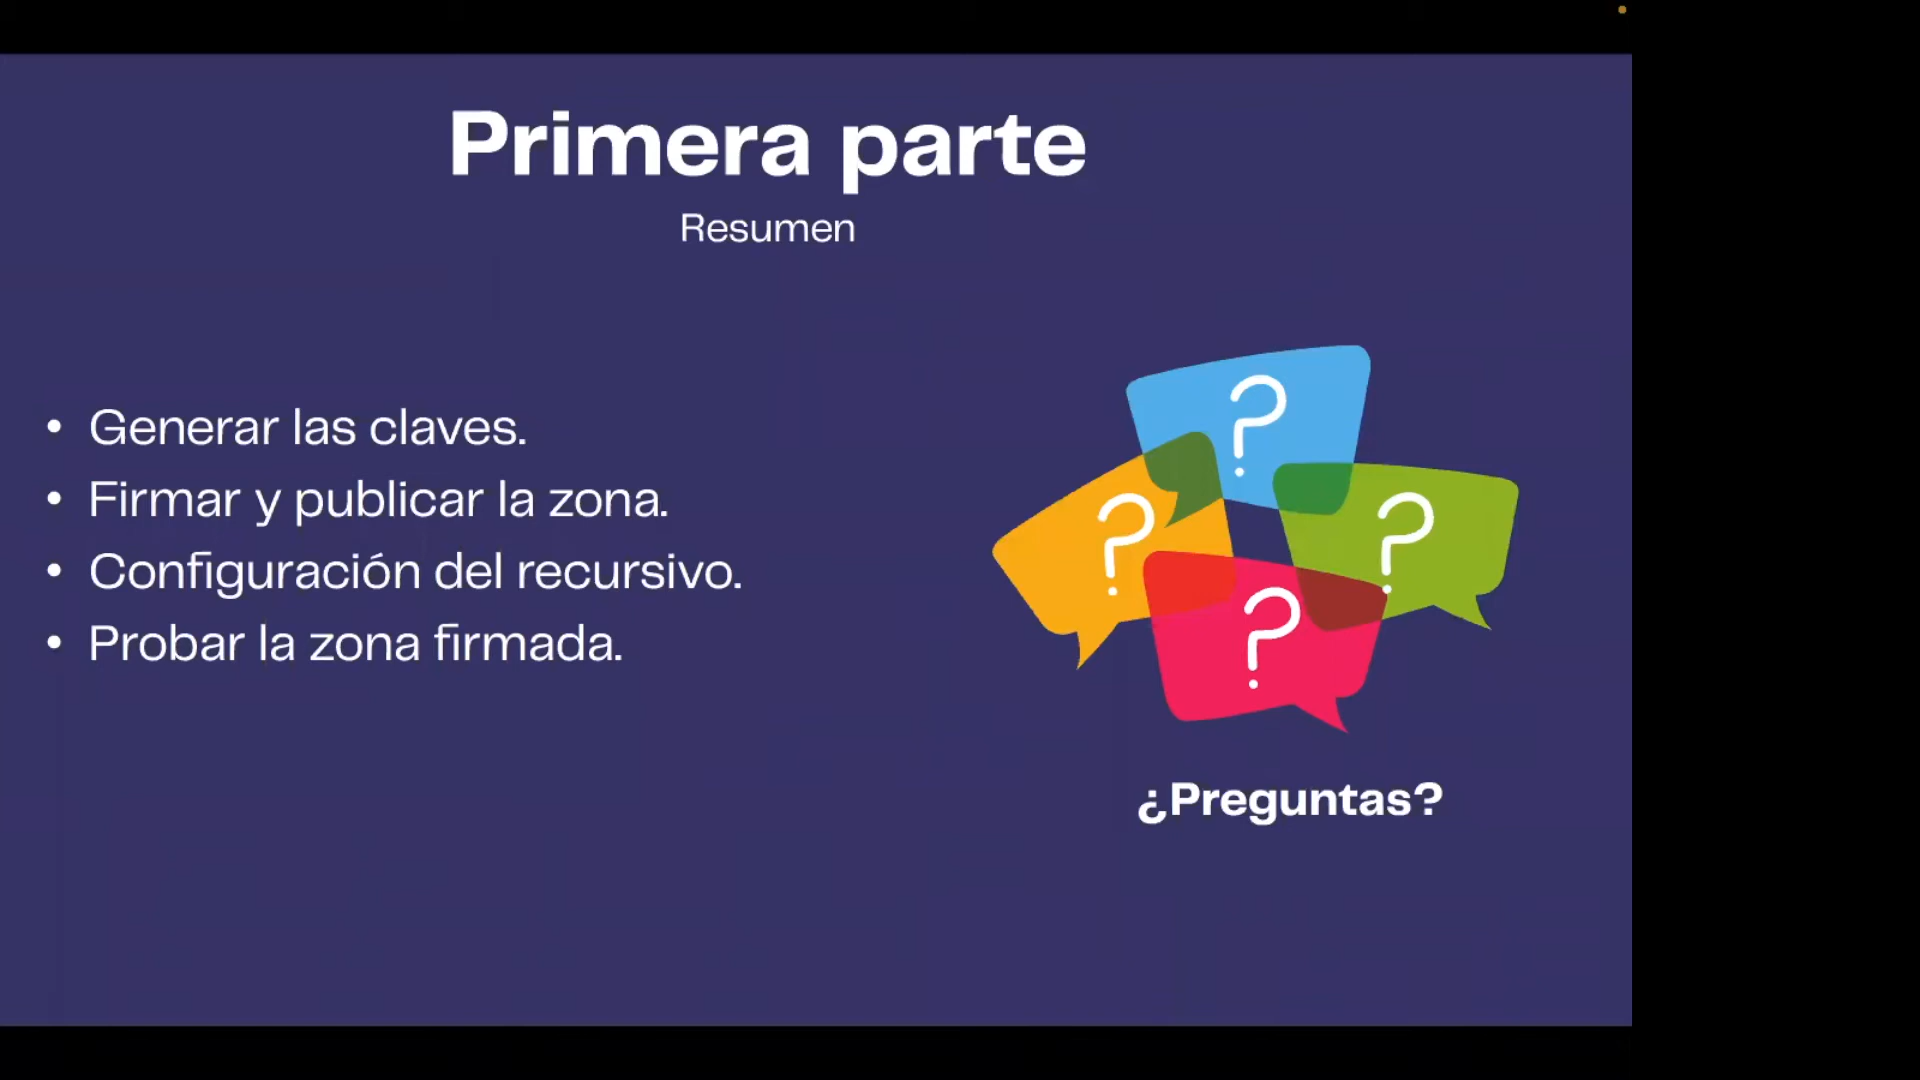 Primera parte
Resumen
• Generar las claves.
• Firmar y publicar la zona.
• Configuración del recursivo.
• Probar la zona firmada.
?
?
?
?
¿Preguntas?